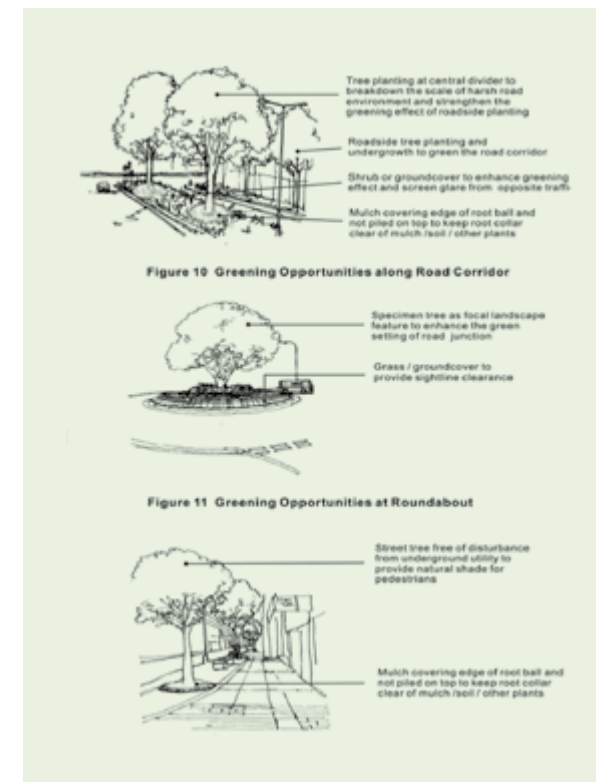 Tree planting at central divider to
breakdown the scale of harsh road
environment and strengthen the
greening effect of roadside planting
Roadside tree planting and
undergrowth to green the road corridor
Shrub or groundcover to enhance greening
effect and screen glare from opposite traffi
Mulch covering edge of root ball and
not piled on top to keep root collar
clear of mulch /soil / other plants
Figure 10 Greening Opportunities along Road Corridor
Specimen tree as focal landscape
feature to enhance the green
setting of road junction
Grass / groundcover to
provide sightline clearance
Figure 11 Greening Opportunities at Roundabout
Street tree free of disturbance
from underground utility to
provide natural shade for
pedestrians
Mulch covering edge of root ball and
not piled on top to keep root collar
clear of mulch /soil / other plants